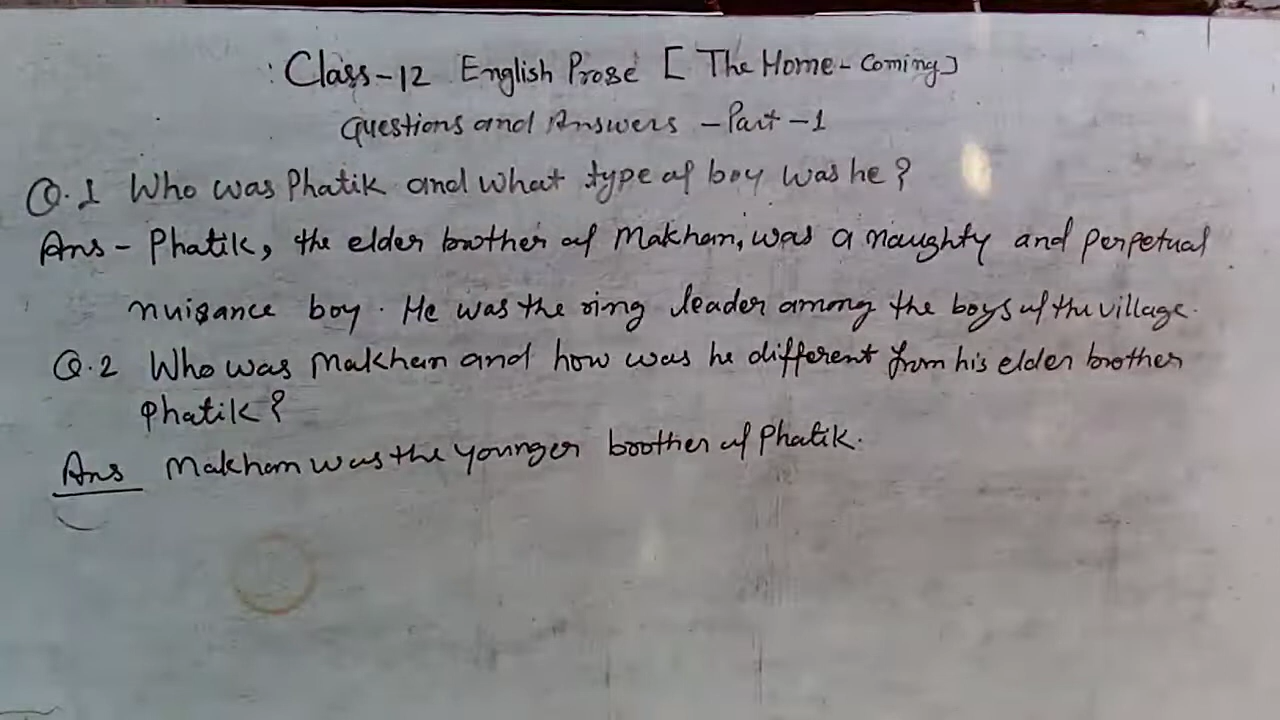 Class-12 English Prose [ The Home-Coming]
Questions and Answers - Part -1
Q.1 Who was Phatik and what type of boy was he?
Ans - Phatik, the elder brother of Makhan, was a naughty and perpetual
nuisance boy. He was the ring leader among the boys of the village.
Q.2 Who was Makhan and how was he different from his elder brother
Phatik?
Ans Makhan was the younger brother of Phatik.